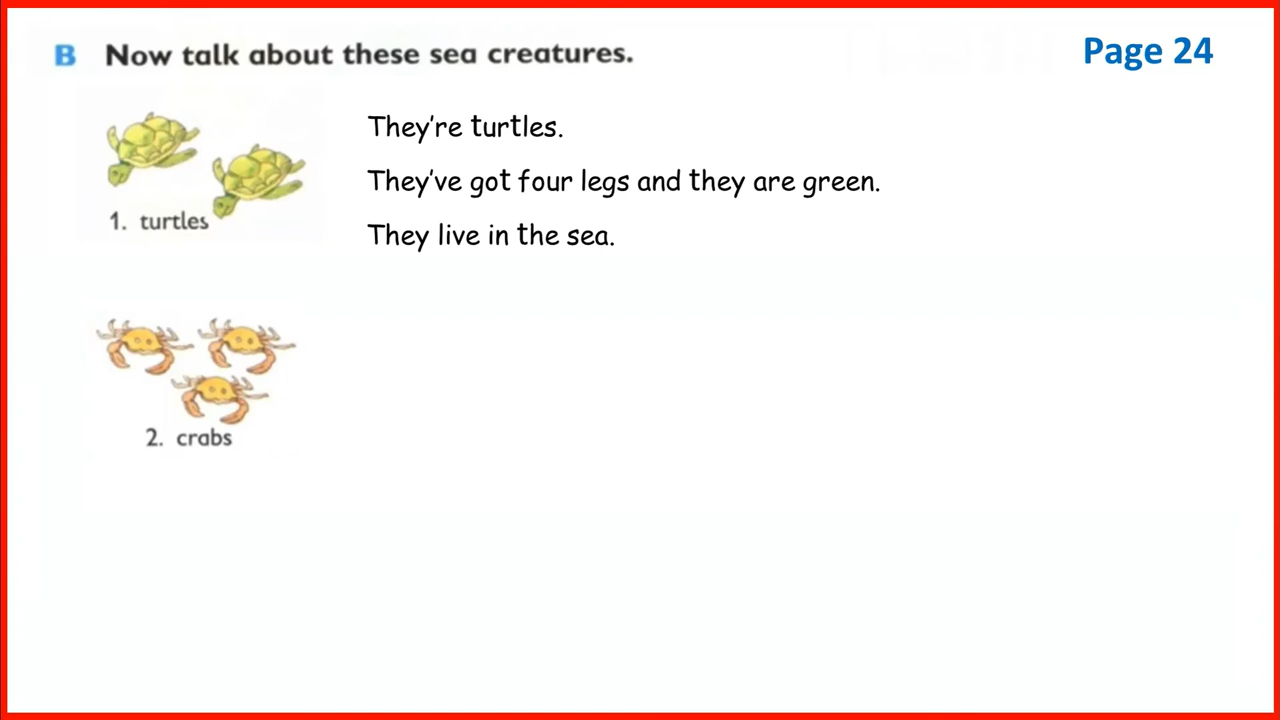 B Now talk about these sea creatures.
Page 24
They're turtles.
They've got four legs and they are green.
They live in the sea.
1. turtles
2. crabs